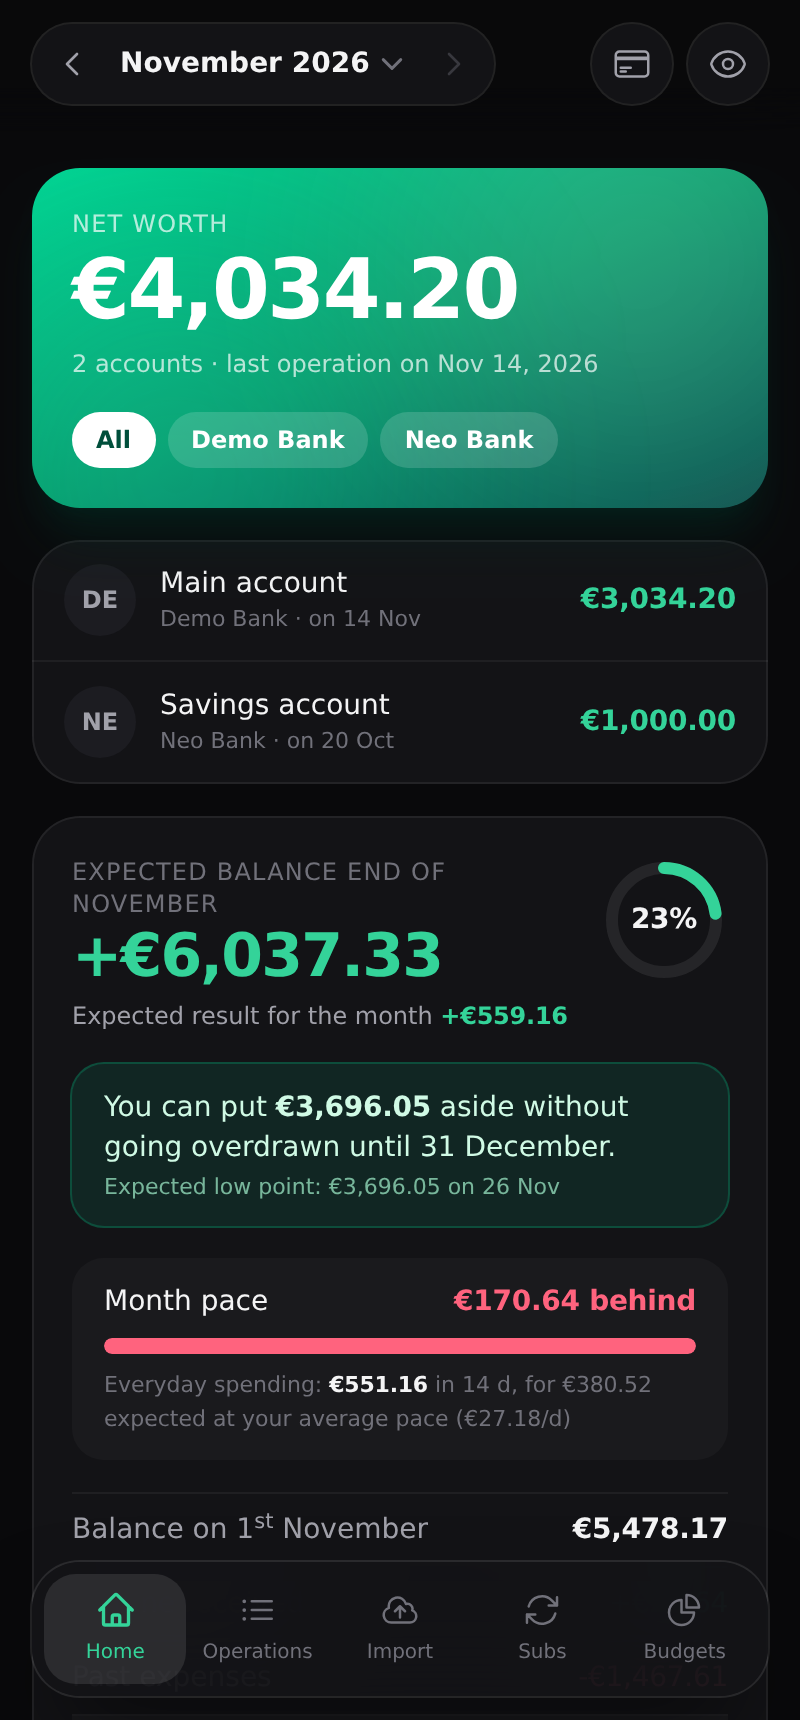 November 2026
NET WORTH
€4,034.20
2 accounts · last operation on Nov 14, 2026
All
Demo Bank
Neo Bank
DE
Main account
Demo Bank · on 14 Nov
€3,034.20
NE
Savings account
Neo Bank · on 20 Oct
€1,000.00
EXPECTED BALANCE END OF
NOVEMBER
+€6,037.33
Expected result for the month +€559.16
23%
You can put €3,696.05 aside without
going overdrawn until 31 December.
Expected low point: €3,696.05 on 26 Nov
Month pace
€170.64 behind
Everyday spending: €551.16 in 14 d, for €380.52
expected at your average pace (€27.18/d)
Balance on 1st November
€5,478.17
Home
Operations
Import
Subs
Budgets
Past expenses
-€1,467.61